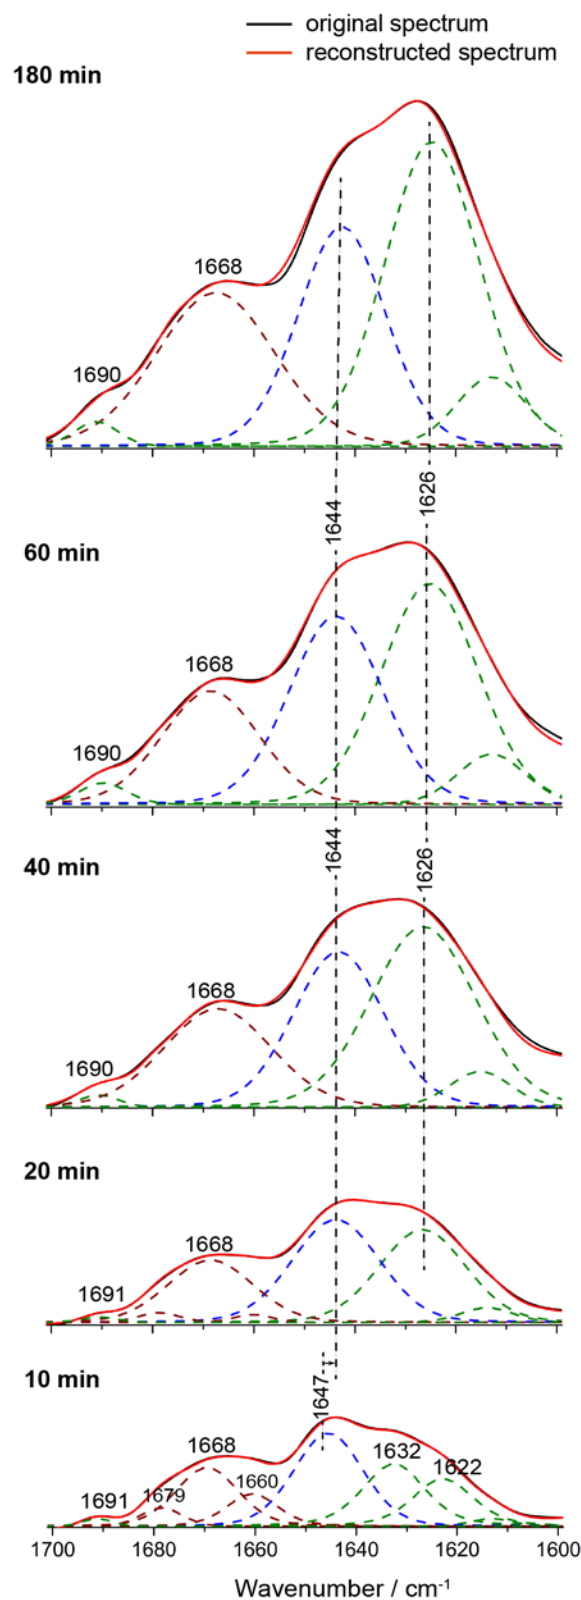 original spectrum
reconstructed spectrum
180 min
1668
1690
1644
1626
60 min
1668
1690
1644
1626
40 min
1668
1690
20 min
1668
1691
10 min
1647
1668
1632
1622
1679
1660
1691
1700 1680 1660 1640 1620 1600
Wavenumber / cm⁻¹